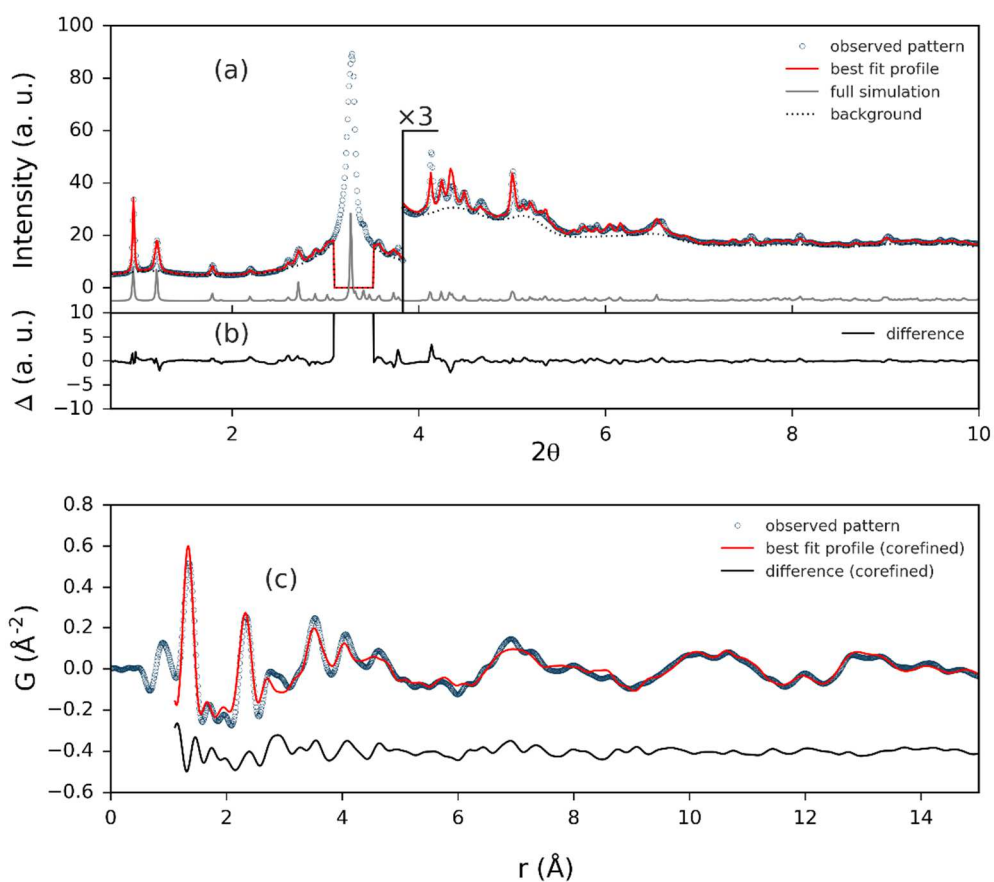 100
80
60
40
20
0
Intensity (a. u.)
(a)
×3
observed pattern
best fit profile
full simulation
background
10
5
0
−5
−10
Δ (a. u.)
(b)
difference
2
4
6
8
10
2θ
0.8
0.6
0.4
0.2
0.0
−0.2
−0.4
−0.6
G (Å⁻²)
(c)
observed pattern
best fit profile (corefined)
difference (corefined)
0
2
4
6
8
10
12
14
r (Å)